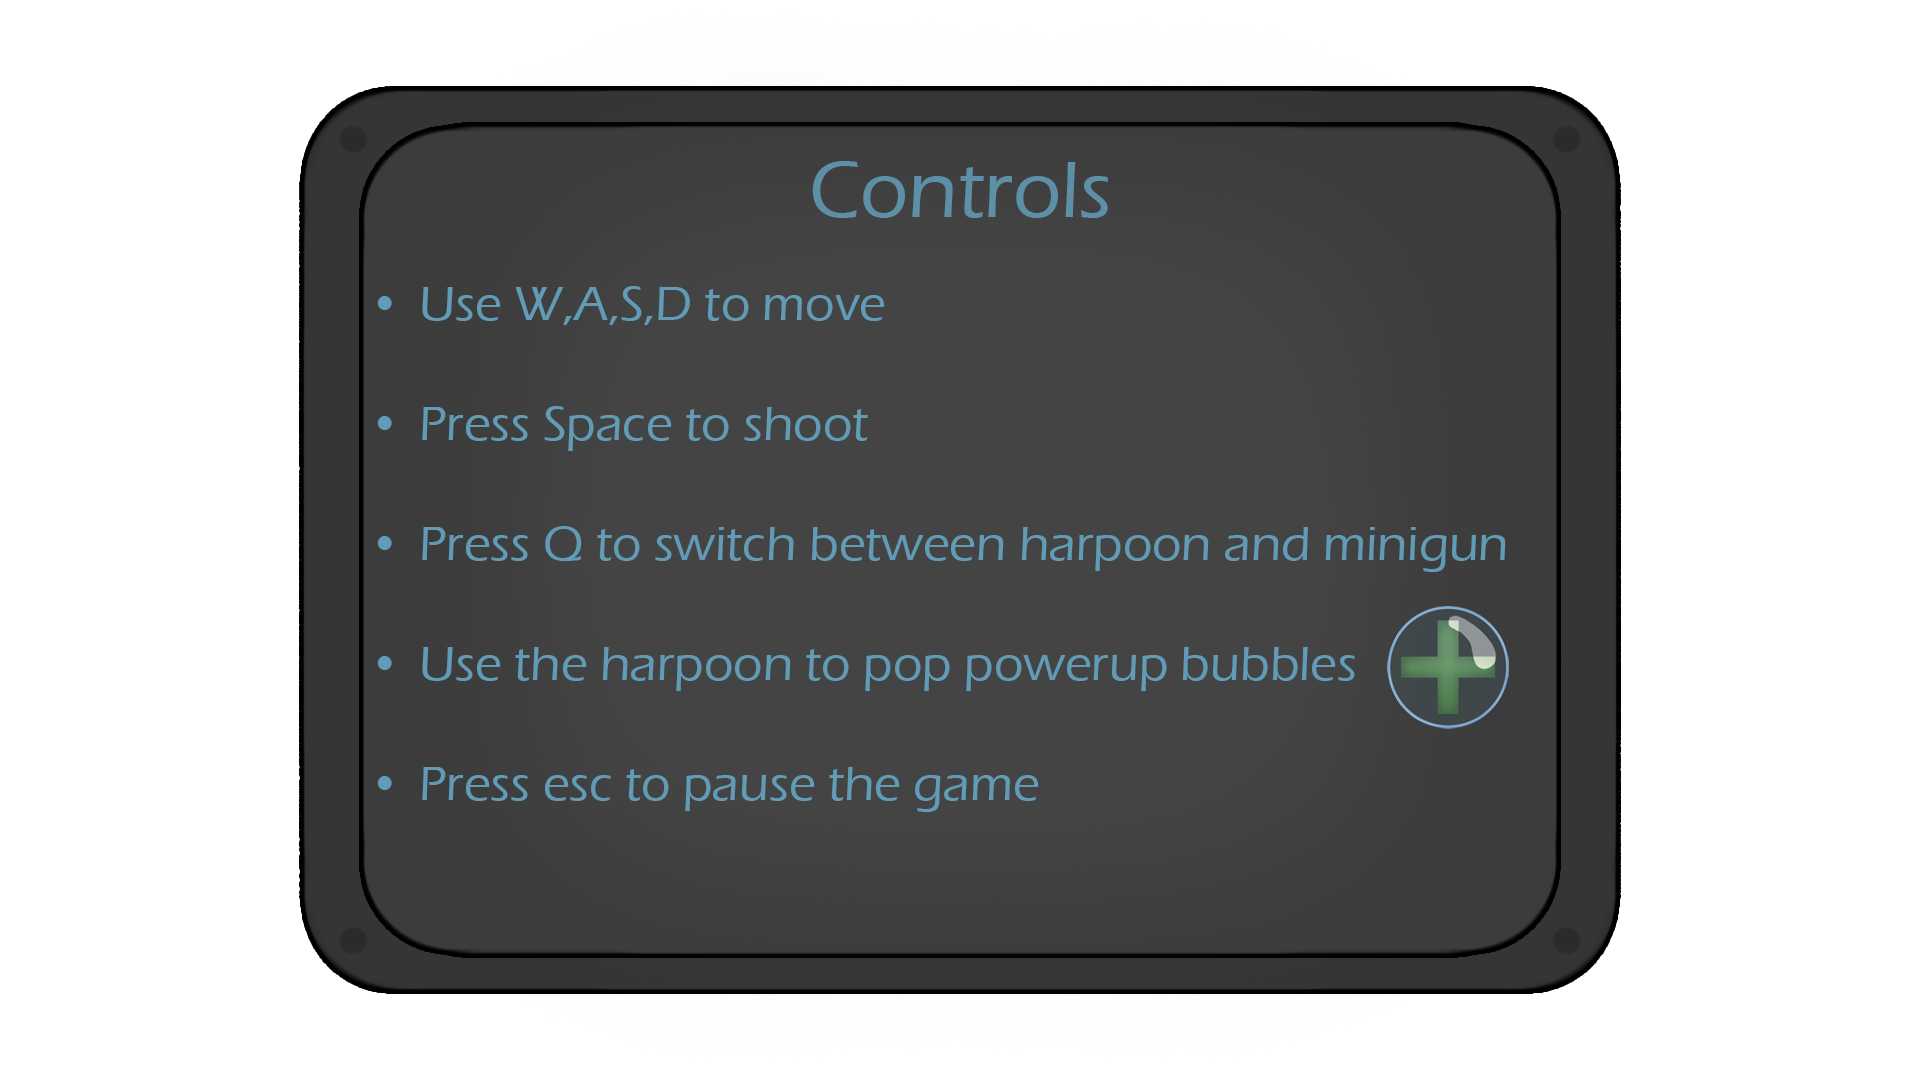 Controls
• Use W,A,S,D to move
• Press Space to shoot
• Press Q to switch between harpoon and minigun
• Use the harpoon to pop powerup bubbles
• Press esc to pause the game